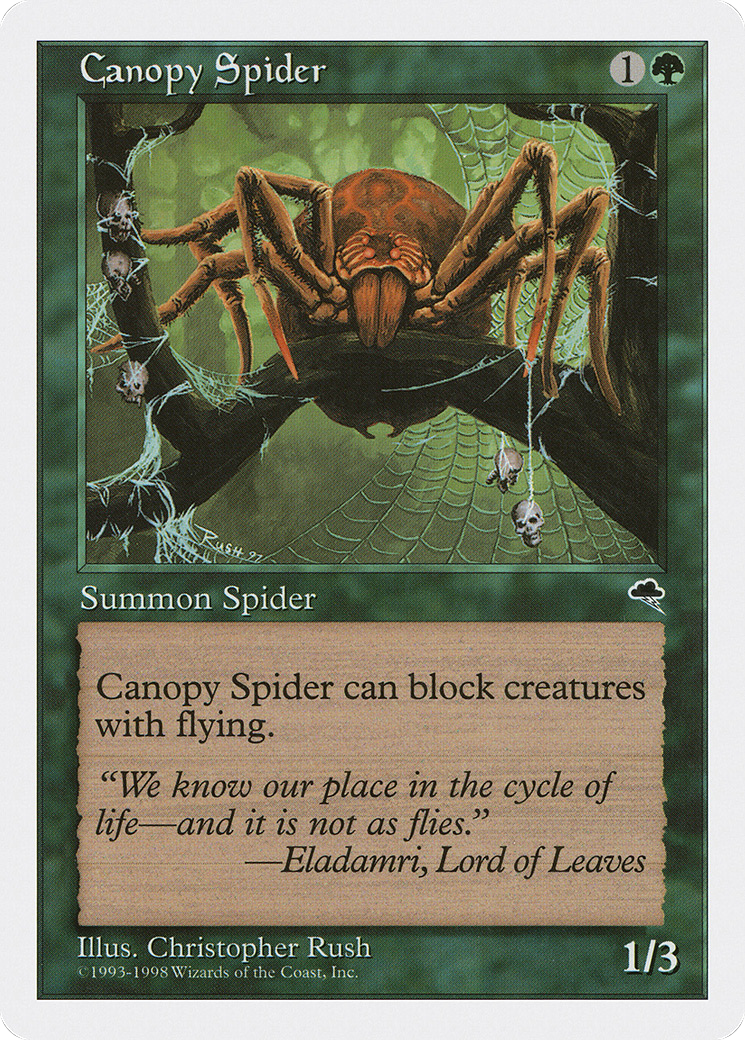 Canopy Spider 1
RUSH 97
Summon Spider
Canopy Spider can block creatures
with flying.
“We know our place in the cycle of
life—and it is not as flies.”
—Eladamri, Lord of Leaves
Illus. Christopher Rush
©1993-1998 Wizards of the Coast, Inc.
1/3